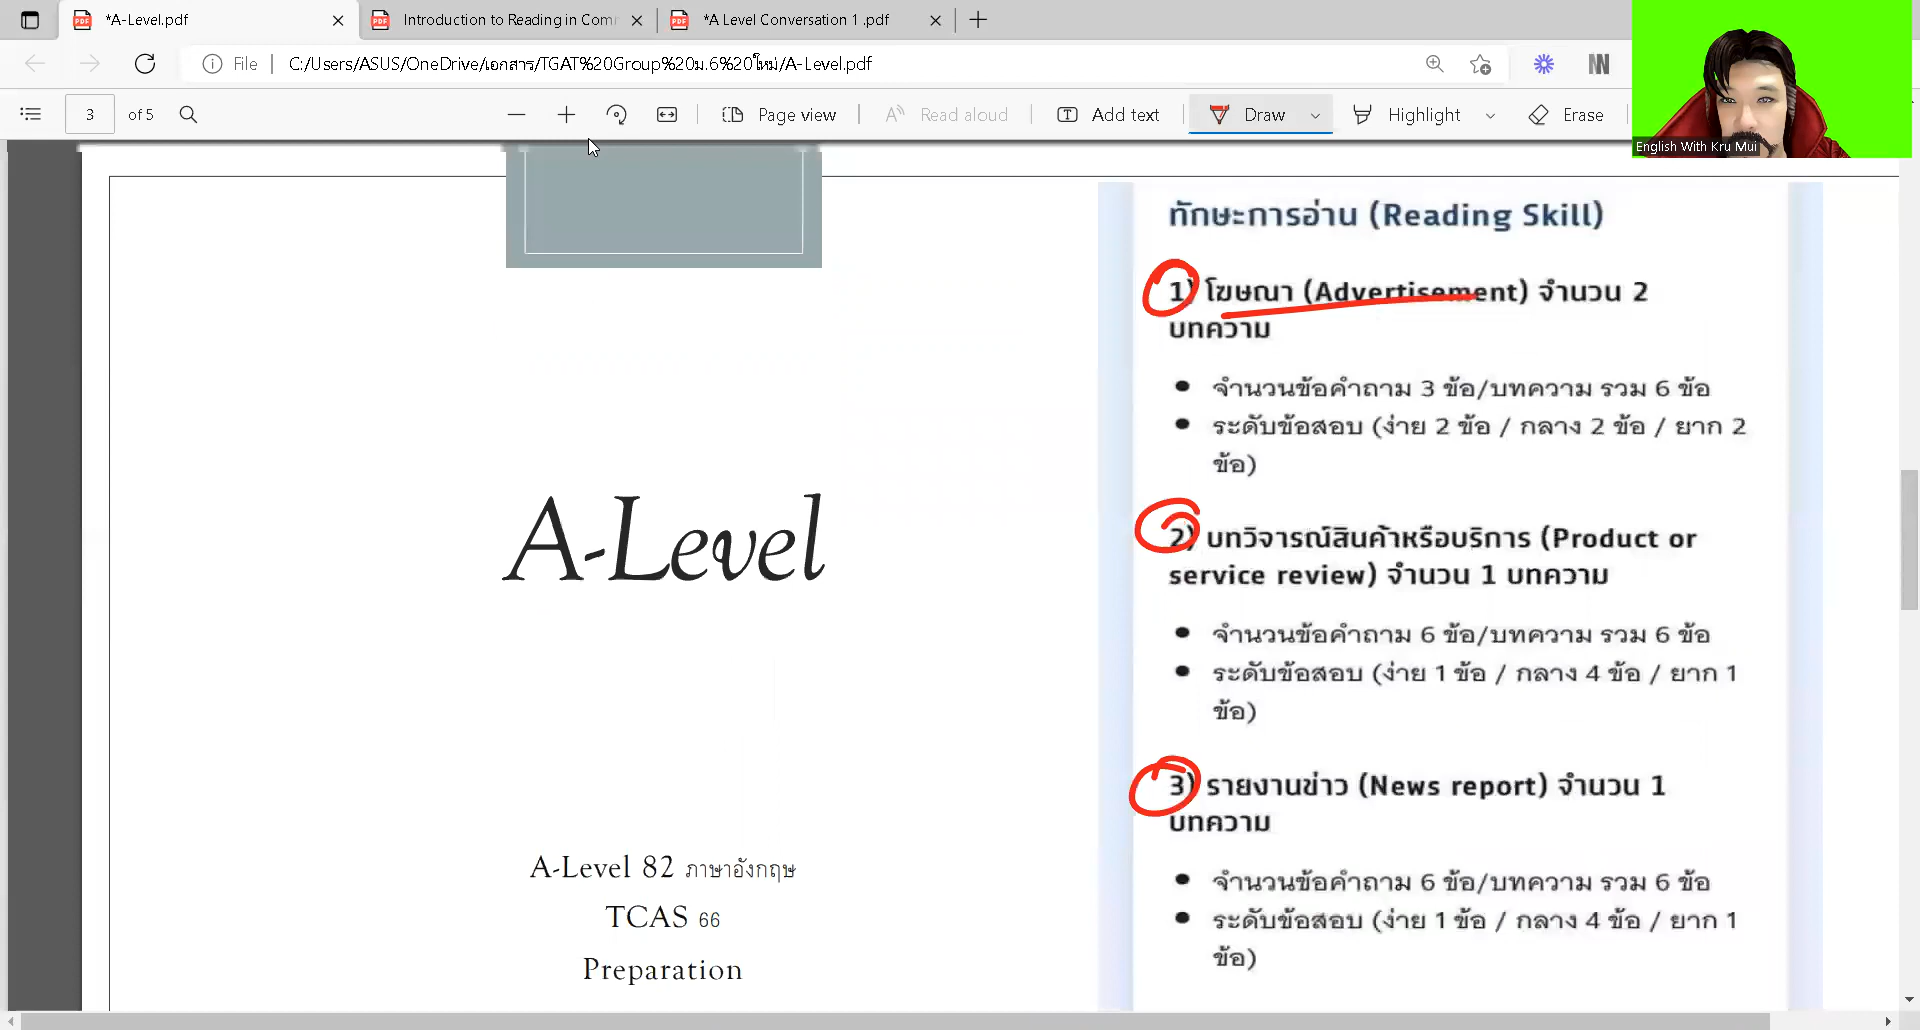 *A-Level.pdf
Introduction to Reading in Com
*A Level Conversation 1 .pdf
File
C:/Users/ASUS/OneDrive/เอกสาร/TGAT%20Group%20ม.6%20ใหม่/A-Level.pdf
3 of 5
Page view
Read aloud
Add text
Draw
Highlight
Erase
English With Kru Mui
A-Level
A-Level 82 ภาษาอังกฤษ
TCAS 66
Preparation
ทักษะการอ่าน (Reading Skill)
1) โฆษณา (Advertisement) จำนวน 2
บทความ
จำนวนข้อคำถาม 3 ข้อ/บทความ รวม 6 ข้อ
ระดับข้อสอบ (ง่าย 2 ข้อ / กลาง 2 ข้อ / ยาก 2
ข้อ)
2) บทวิจารณ์สินค้าหรือบริการ (Product or
service review) จำนวน 1 บทความ
จำนวนข้อคำถาม 6 ข้อ/บทความ รวม 6 ข้อ
ระดับข้อสอบ (ง่าย 1 ข้อ / กลาง 4 ข้อ / ยาก 1
ข้อ)
3) รายงานข่าว (News report) จำนวน 1
บทความ
จำนวนข้อคำถาม 6 ข้อ/บทความ รวม 6 ข้อ
ระดับข้อสอบ (ง่าย 1 ข้อ / กลาง 4 ข้อ / ยาก 1
ข้อ)